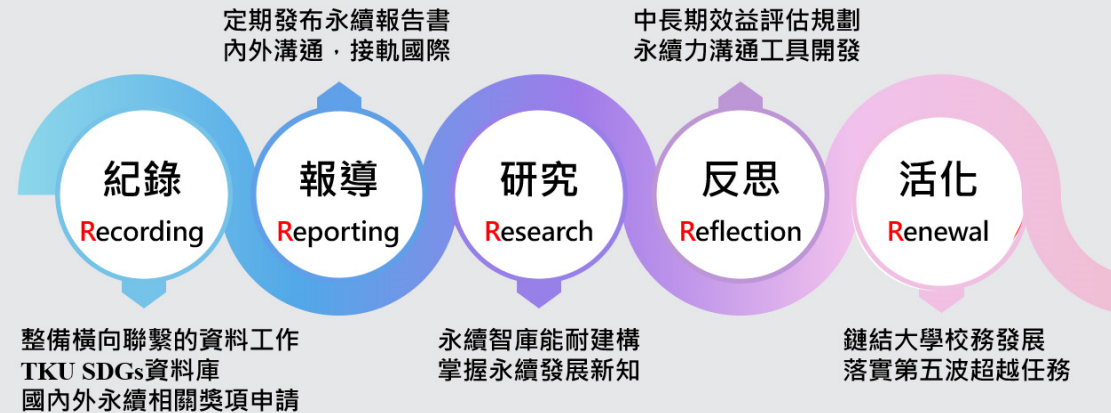 定期發布永續報告書
內外溝通，接軌國際
中長期效益評估規劃
永續力溝通工具開發
紀錄
Recording
報導
Reporting
研究
Research
反思
Reflection
活化
Renewal
整備橫向聯繫的資料工作
TKU SDGs資料庫
國內外永續相關獎項申請
永續智庫能耐建構
掌握永續發展新知
鏈結大學校務發展
落實第五波超越任務